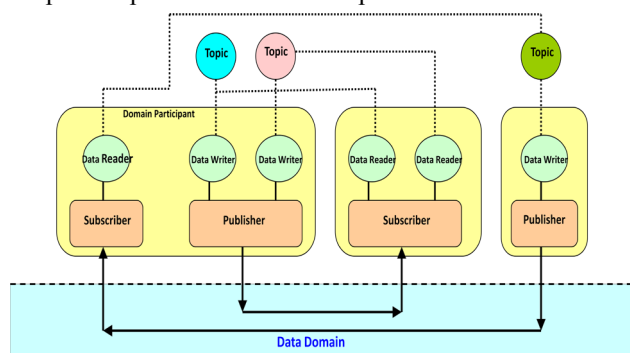 Topic
Topic
Topic
Domain Participant
Data Reader
Data Writer
Data Writer
Data Reader
Data Reader
Data Writer
Subscriber
Publisher
Subscriber
Publisher
Data Domain